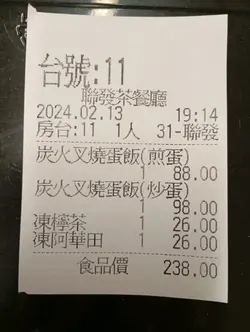 台號:11
聯發茶餐廳
2024.02.13 19:14
房台:11 1人 31-聯發
炭火叉燒蛋飯(煎蛋)
1 88.00
炭火叉燒蛋飯(炒蛋)
1 98.00
凍檸茶 1 26.00
凍阿華田 1 26.00
食品價 238.00